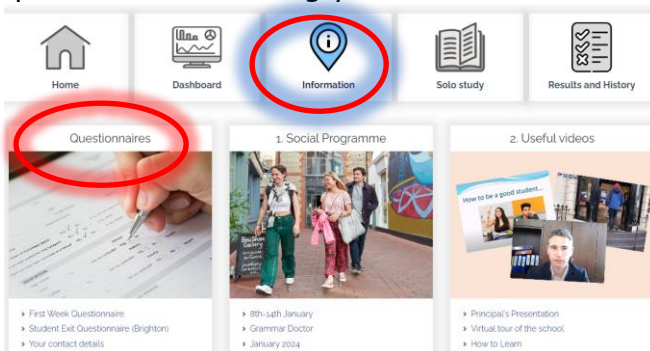 Home
Dashboard
Information
Solo study
Results and History
Questionnaires
1. Social Programme
2. Useful videos
How to be a good student...
› First Week Questionnaire
› Student Exit Questionnaire (Brighton)
› Your contact details
› 8th-14th January
› Grammar Doctor
› January 2024
› Principal's Presentation
› Virtual tour of the school
› How to Learn